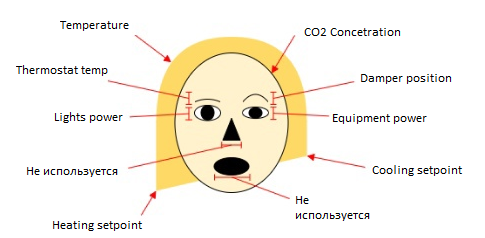 Temperature
CO2 Concetration
Thermostat temp
Damper position
Lights power
Equipment power
Не используется
Cooling setpoint
Не
используется
Heating setpoint